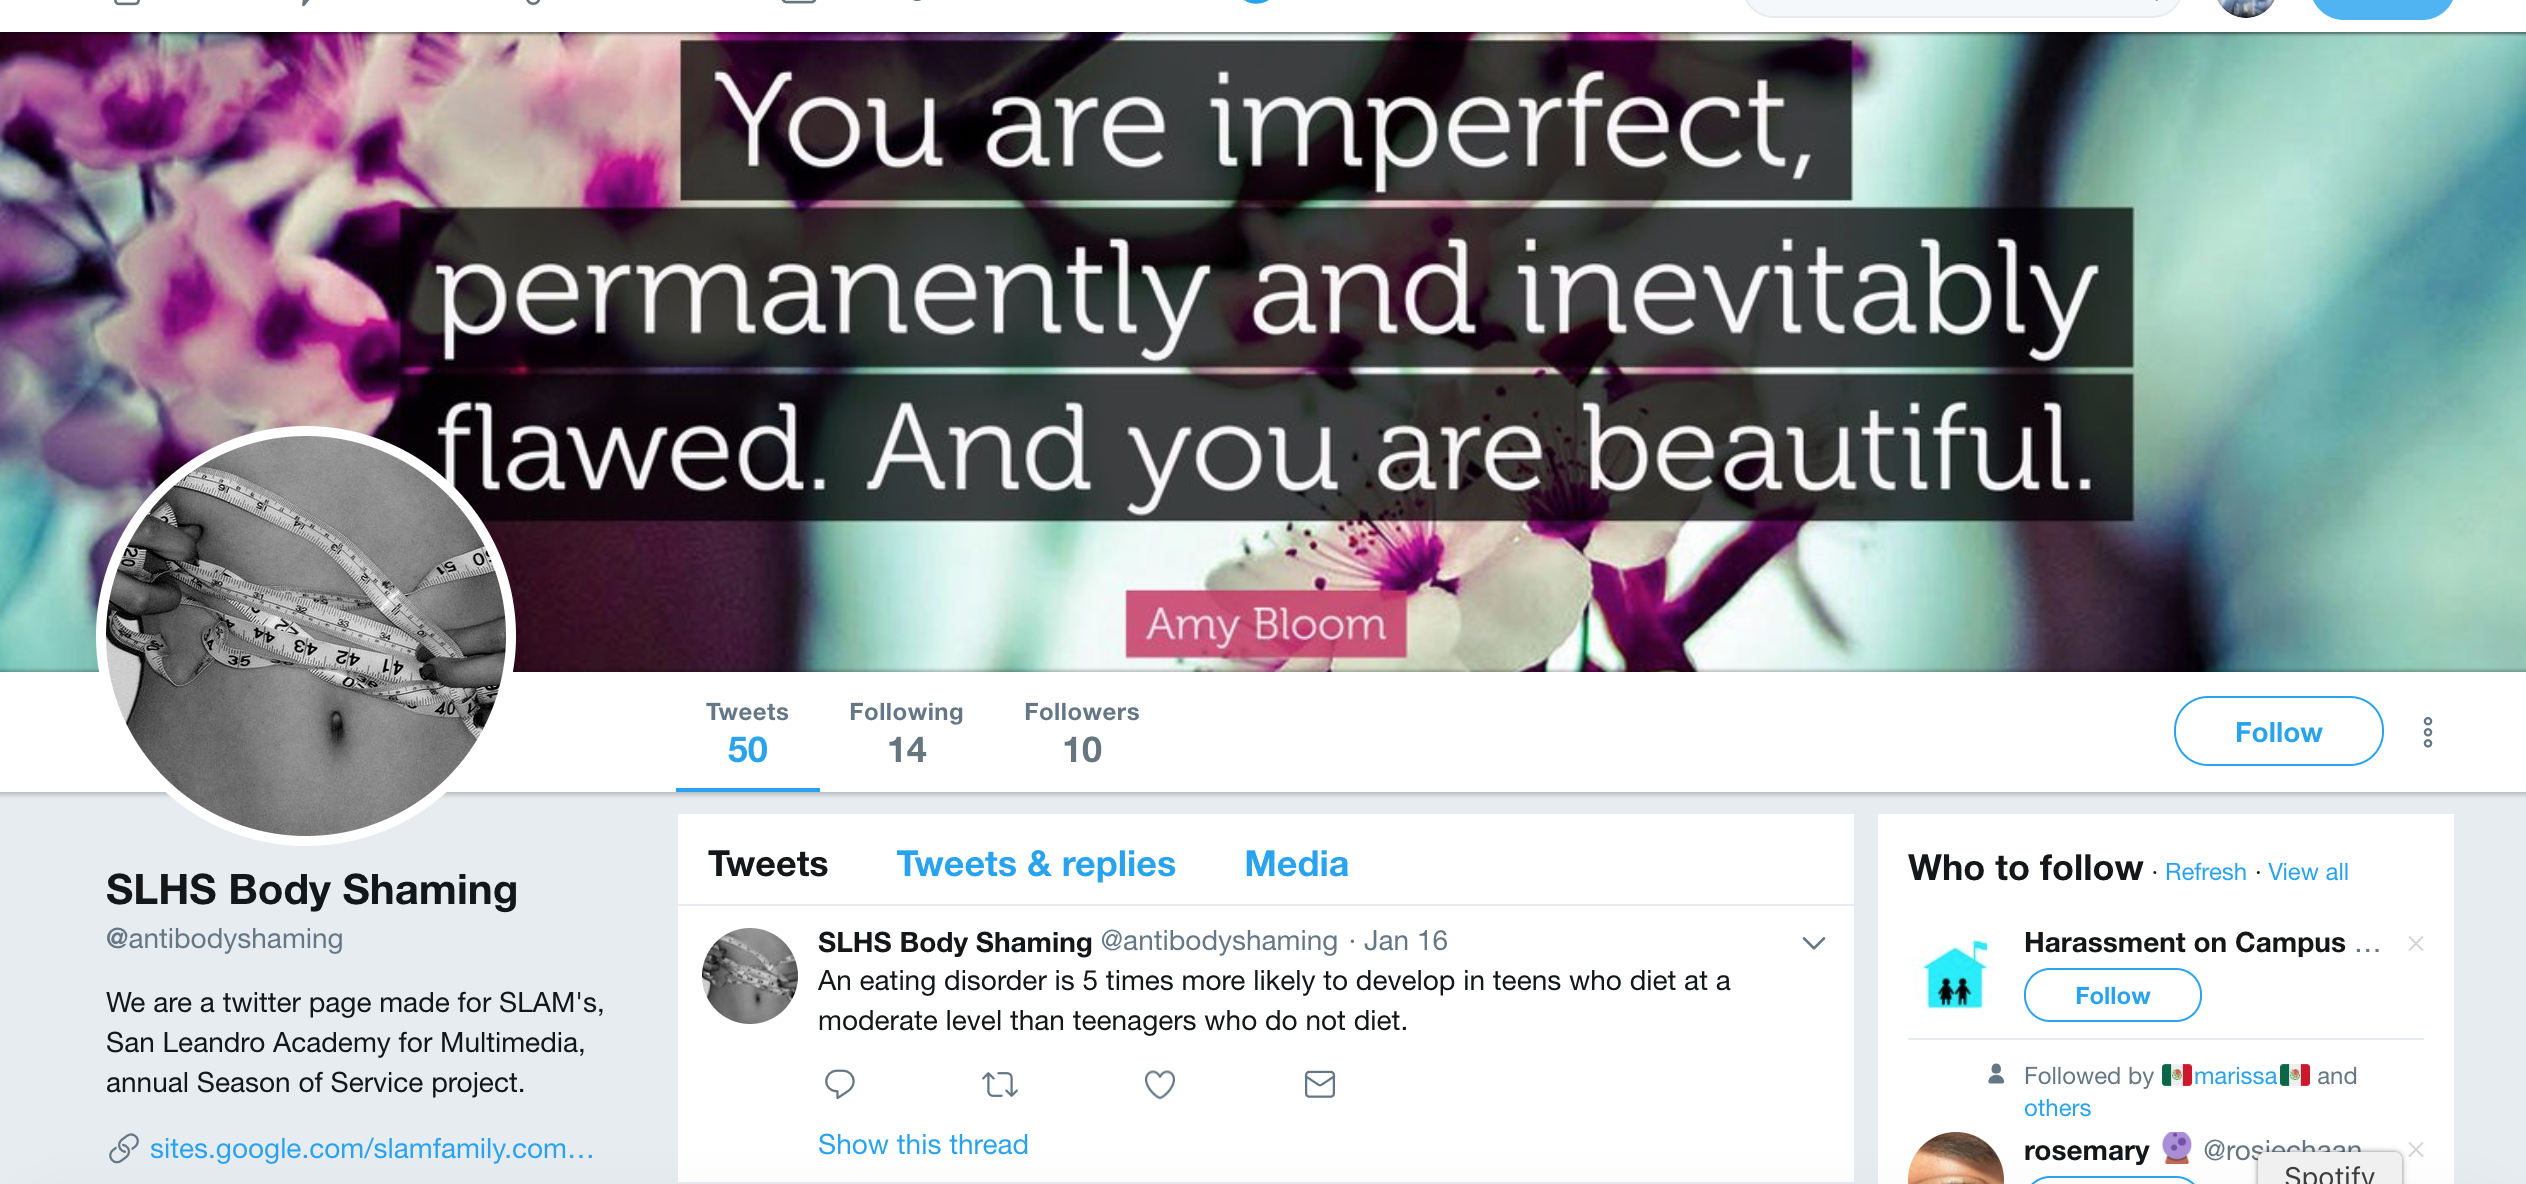 You are imperfect,
permanently and inevitably
flawed. And you are beautiful.
Amy Bloom
Tweets
50
Following
14
Followers
10
Follow
SLHS Body Shaming
@antibodyshaming
We are a twitter page made for SLAM's,
San Leandro Academy for Multimedia,
annual Season of Service project.
sites.google.com/slamfamily.com…
Tweets Tweets & replies Media
SLHS Body Shaming @antibodyshaming · Jan 16
An eating disorder is 5 times more likely to develop in teens who diet at a
moderate level than teenagers who do not diet.
Show this thread
Who to follow · Refresh · View all
Harassment on Campus …
Follow
Followed by 🇲🇽marissa🇲🇽 and
others
rosemary 🔮 @rosiechaan
Spotify